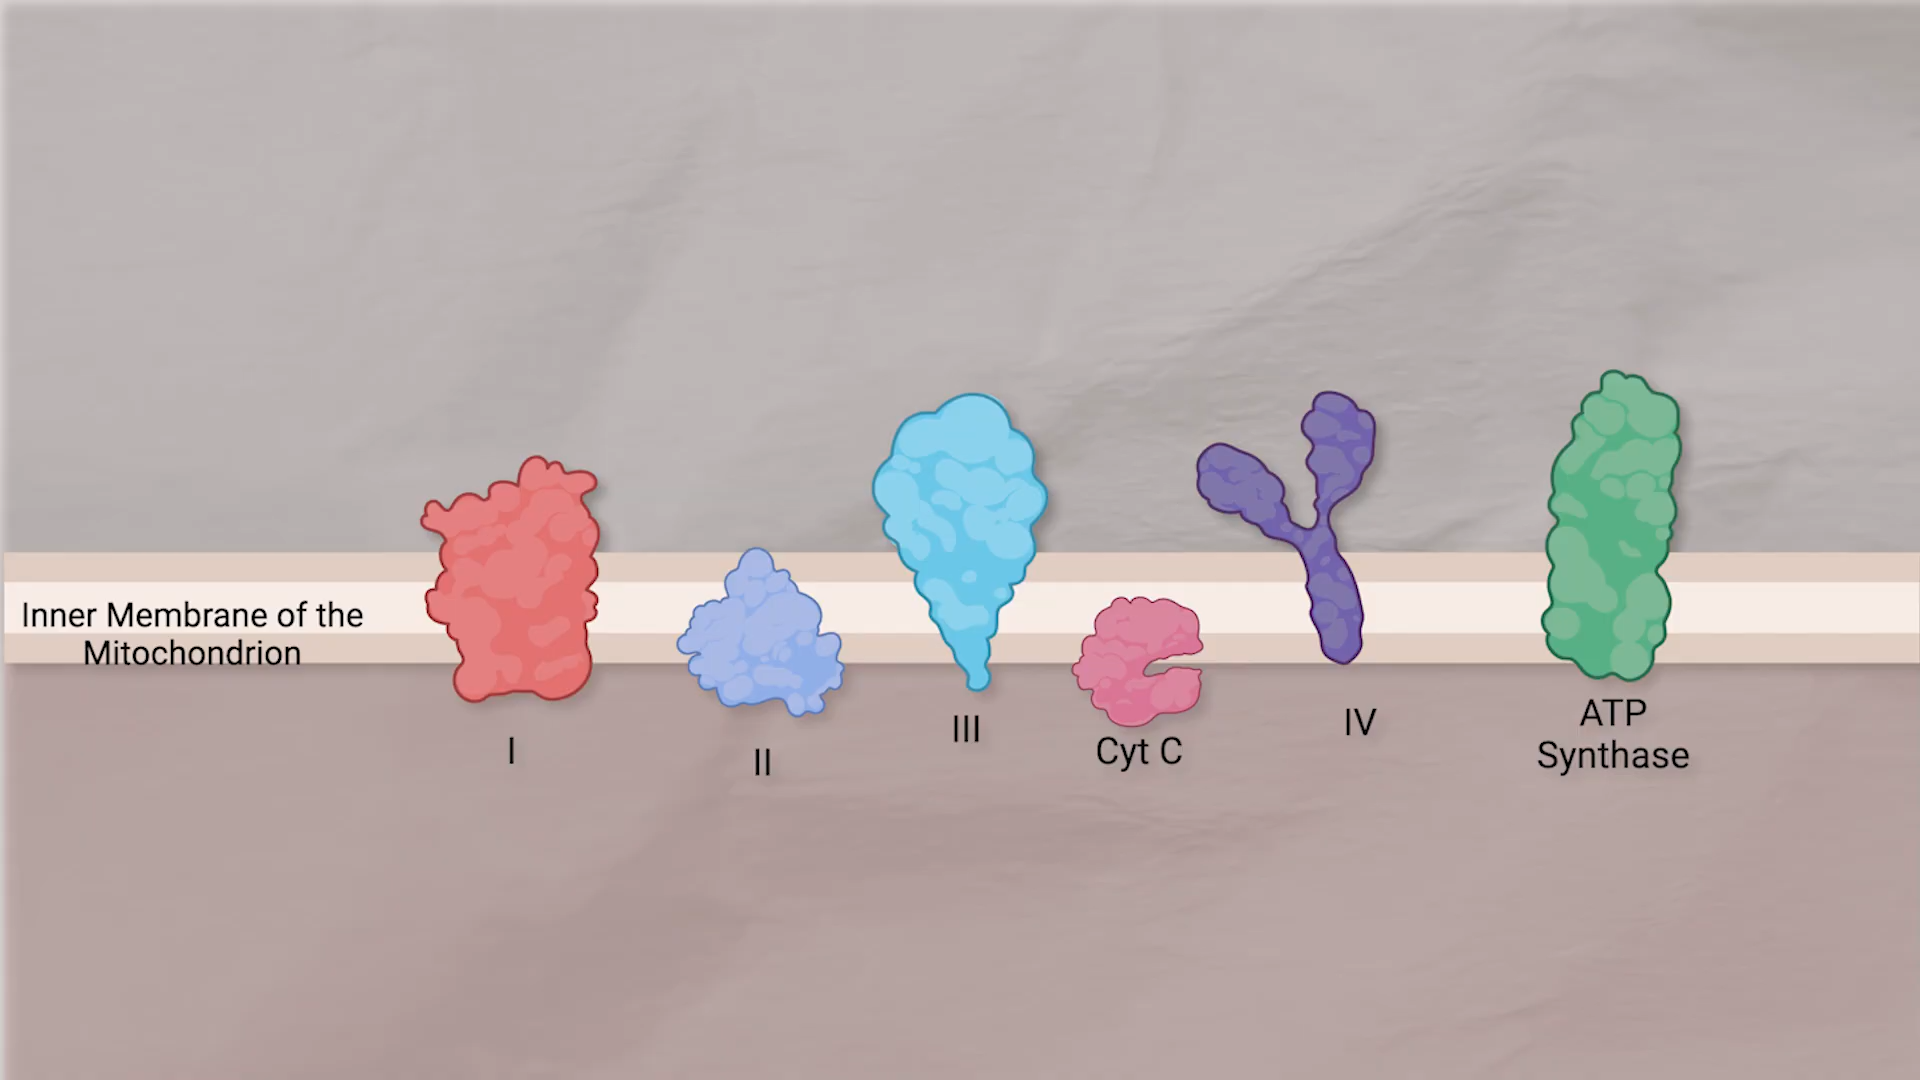 Inner Membrane of the
Mitochondrion
I
II
III
Cyt C
IV
ATP
Synthase